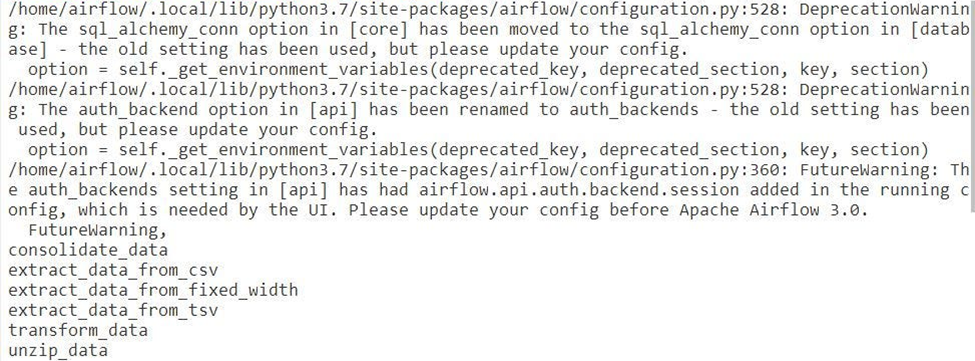 /home/airflow/.local/lib/python3.7/site-packages/airflow/configuration.py:528: DeprecationWarnin
g: The sql_alchemy_conn option in [core] has been moved to the sql_alchemy_conn option in [datab
ase] - the old setting has been used, but please update your config.
  option = self._get_environment_variables(deprecated_key, deprecated_section, key, section)
/home/airflow/.local/lib/python3.7/site-packages/airflow/configuration.py:528: DeprecationWarnin
g: The auth_backend option in [api] has been renamed to auth_backends - the old setting has been
 used, but please update your config.
  option = self._get_environment_variables(deprecated_key, deprecated_section, key, section)
/home/airflow/.local/lib/python3.7/site-packages/airflow/configuration.py:360: FutureWarning: Th
e auth_backends setting in [api] has had airflow.api.auth.backend.session added in the running c
onfig, which is needed by the UI. Please update your config before Apache Airflow 3.0.
  FutureWarning,
consolidate_data
extract_data_from_csv
extract_data_from_fixed_width
extract_data_from_tsv
transform_data
unzip_data